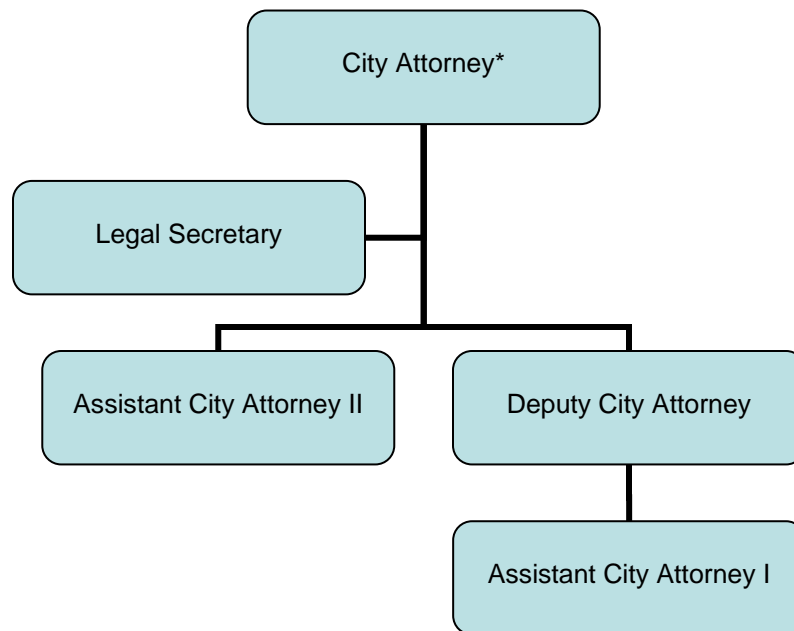 City Attorney*
Legal Secretary
Assistant City Attorney II
Deputy City Attorney
Assistant City Attorney I